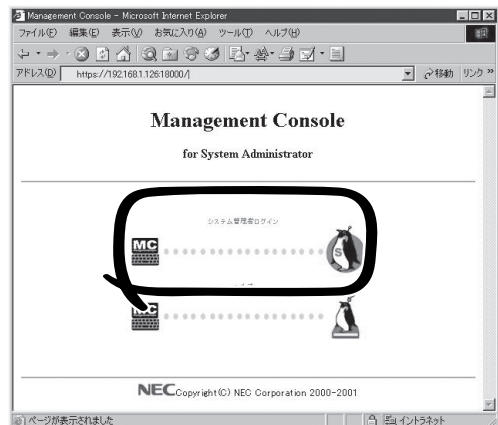 Management Console - Microsoft Internet Explorer
ファイル(F) 編集(E) 表示(V) お気に入り(A) ツール(T) ヘルプ(H)
アドレス(D) https://192.168.1.126:18000/ 移動 リンク »
Management Console
for System Administrator
システム管理者ログイン
MC
S
MC
NEC Copyright(C) NEC Corporation 2000-2001
ページが表示されました イントラネット